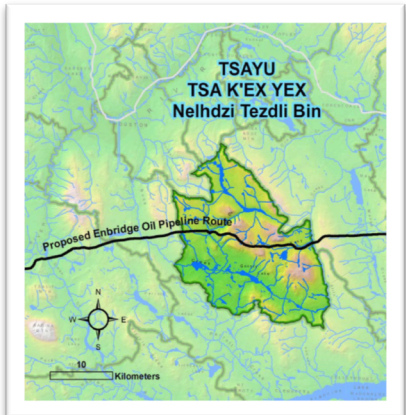 TSAYU
TSA K'EX YEX
Nelhdzi Tezdli Bin
Proposed Enbridge Oil Pipeline Route
N
W E
S
10
Kilometers